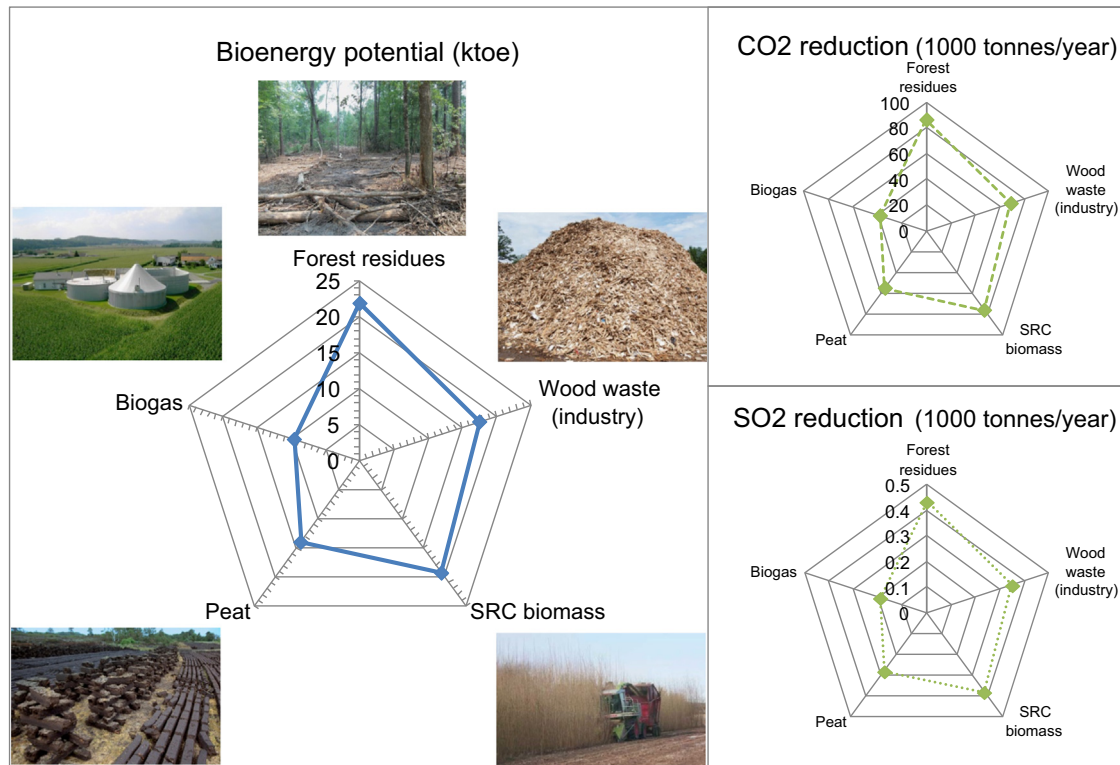 Bioenergy potential (ktoe)
Forest residues
25
20
15
10
5
0
Wood waste
(industry)
SRC biomass
Peat
Biogas
CO2 reduction (1000 tonnes/year)
Forest
residues
100
80
60
40
20
0
Wood
waste
(industry)
SRC
biomass
Peat
Biogas
SO2 reduction (1000 tonnes/year)
Forest
residues
0.5
0.4
0.3
0.2
0.1
0
Wood
waste
(industry)
SRC
biomass
Peat
Biogas